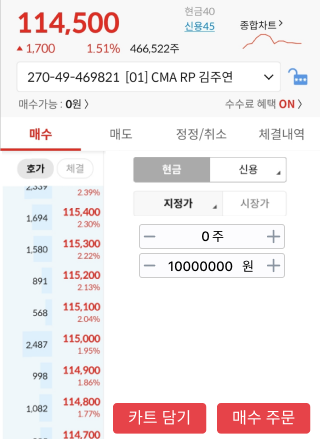 114,500
현금40
신용45
종합차트 >
▲ 1,700 1.51% 466,522주
270-49-469821 [01] CMA RP 김주연
매수가능 : 0원 〉
수수료 혜택 ON 〉
매수 매도 정정/취소 체결내역
호가 체결
현금 신용
2,339 2.39%
지정가 시장가
1,694 115,400
2.30%
0 주
1,580 115,300
2.22%
10000000 원
891 115,200
2.13%
568 115,100
2.04%
2,487 115,000
1.95%
998 114,900
1.86%
1,082 114,800
1.77%
카트 담기 매수 주문
114,700